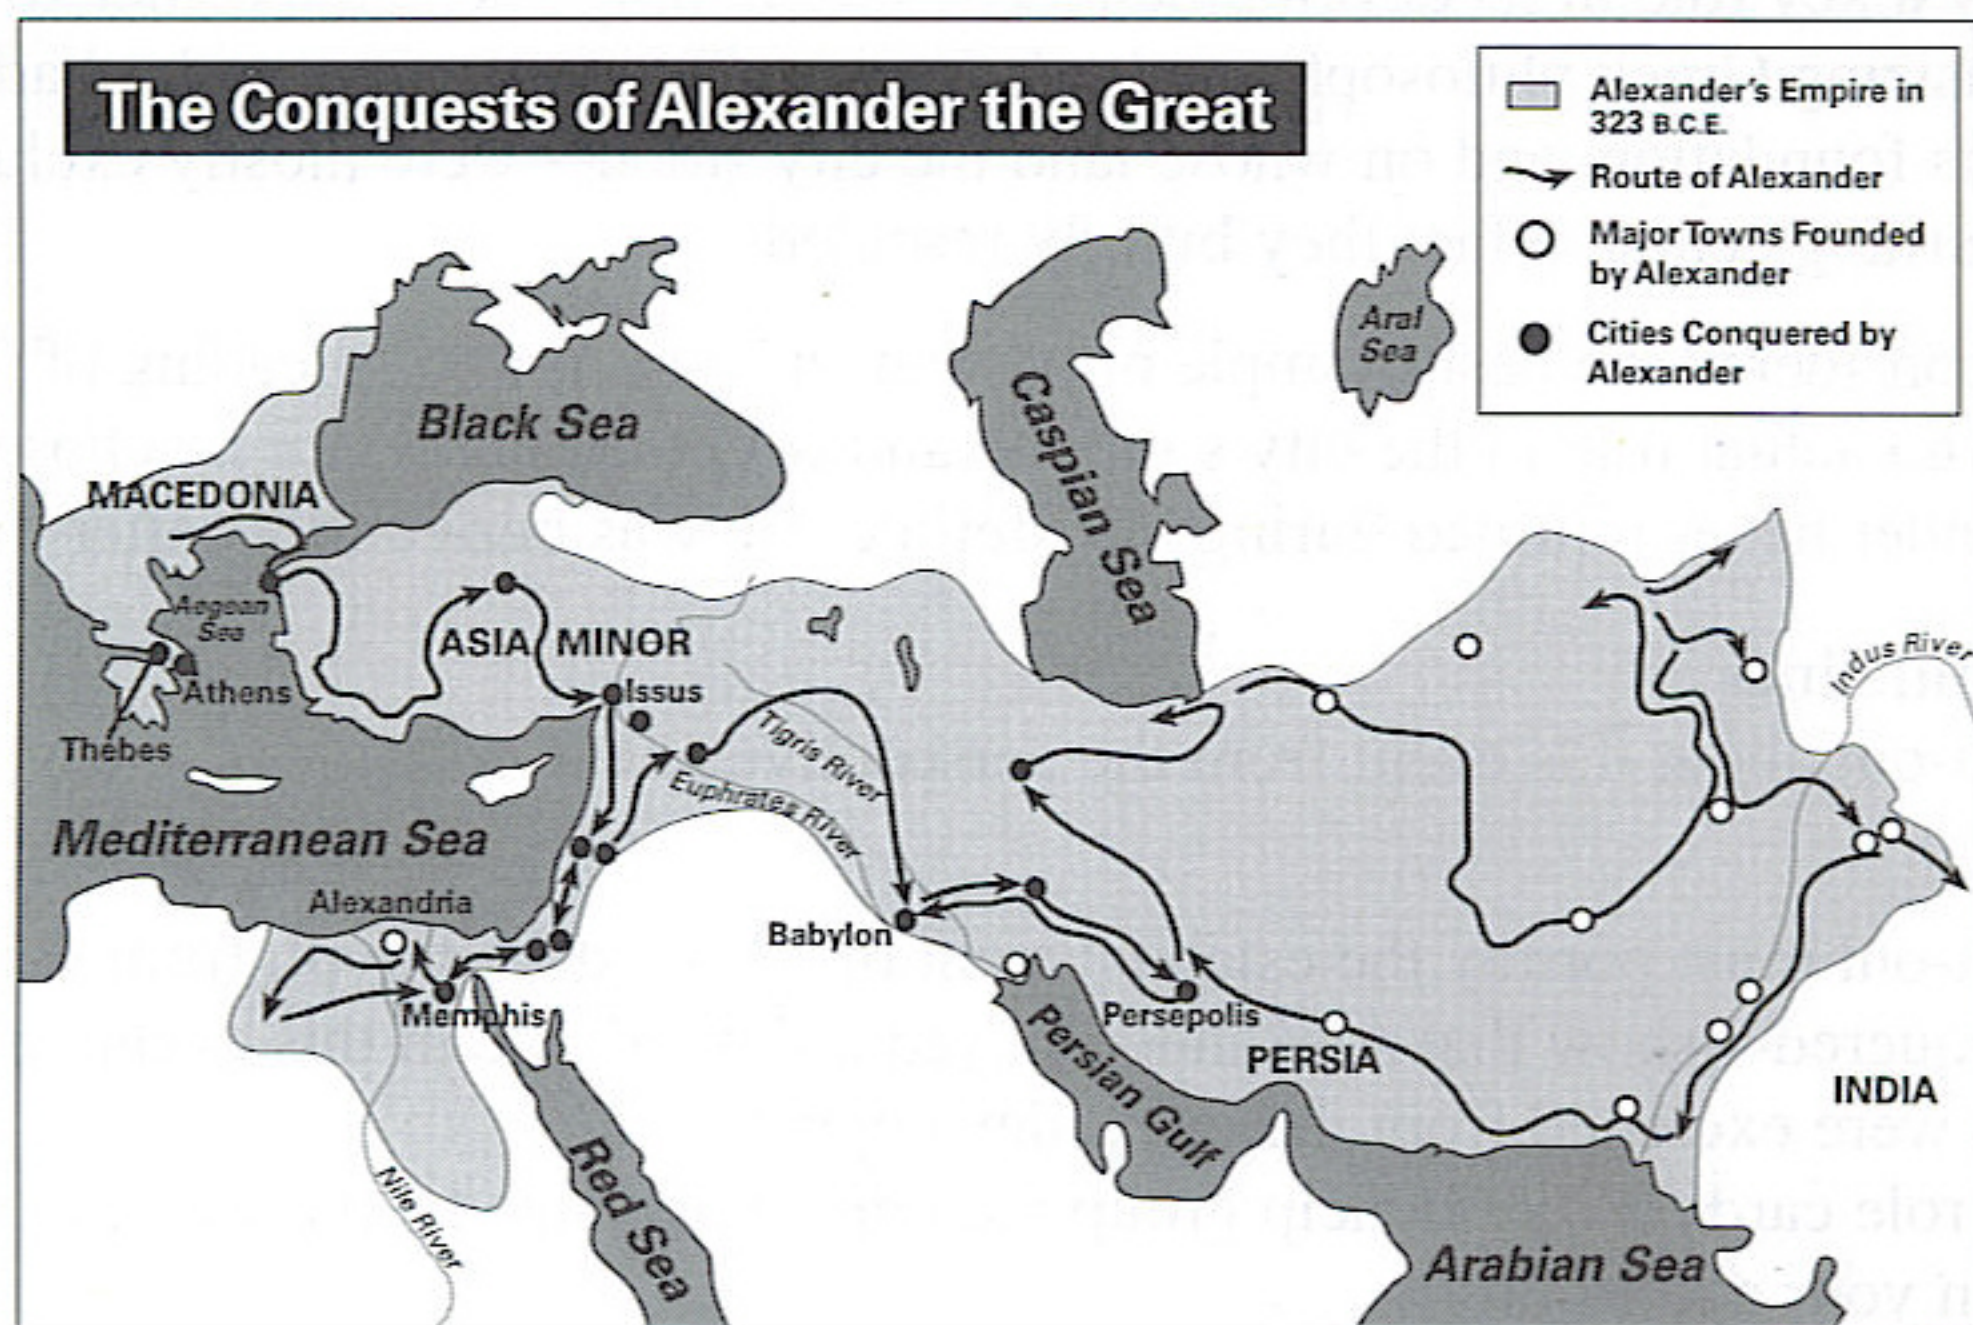 The Conquests of Alexander the Great
Alexander's Empire in
323 B.C.E.
Route of Alexander
Major Towns Founded
by Alexander
Cities Conquered by
Alexander
Aral
Sea
Black Sea
Caspian Sea
MACEDONIA
Aegean
Sea
ASIA MINOR
Indus River
Athens
Issus
Thebes
Tigris River
Euphrates River
Mediterranean Sea
Alexandria
Babylon
Memphis
Persepolis
Persian Gulf
PERSIA
INDIA
Nile River
Red Sea
Arabian Sea